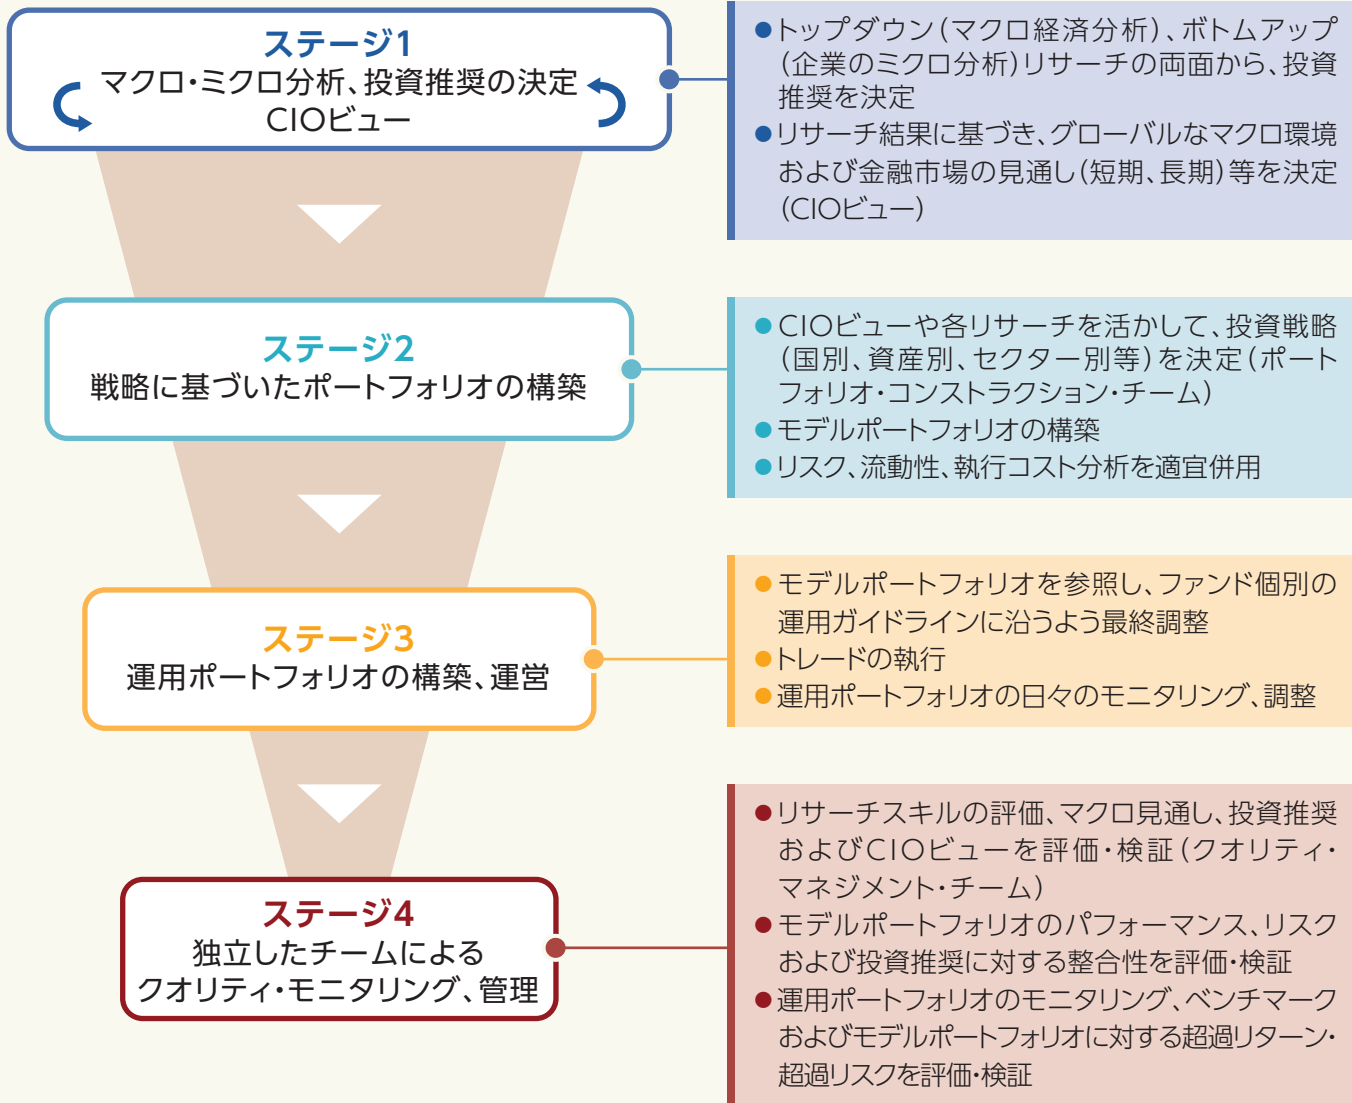 ステージ1
マクロ・ミクロ分析、投資推奨の決定
CIOビュー
●トップダウン（マクロ経済分析）、ボトムアップ
（企業のミクロ分析）リサーチの両面から、投資
推奨を決定
●リサーチ結果に基づき、グローバルなマクロ環境
および金融市場の見通し（短期、長期）等を決定
（CIOビュー）
ステージ2
戦略に基づいたポートフォリオの構築
●CIOビューや各リサーチを活かして、投資戦略
（国別、資産別、セクター別等）を決定（ポート
フォリオ・コンストラクション・チーム）
●モデルポートフォリオの構築
●リスク、流動性、執行コスト分析を適宜併用
ステージ3
運用ポートフォリオの構築、運営
●モデルポートフォリオを参照し、ファンド個別の
運用ガイドラインに沿うよう最終調整
●トレードの執行
●運用ポートフォリオの日々のモニタリング、調整
ステージ4
独立したチームによる
クオリティ・モニタリング、管理
●リサーチスキルの評価、マクロ見通し、投資推奨
およびCIOビューを評価・検証（クオリティ・
マネジメント・チーム）
●モデルポートフォリオのパフォーマンス、リスク
および投資推奨に対する整合性を評価・検証
●運用ポートフォリオのモニタリング、ベンチマーク
およびモデルポートフォリオに対する超過リターン・
超過リスクを評価・検証